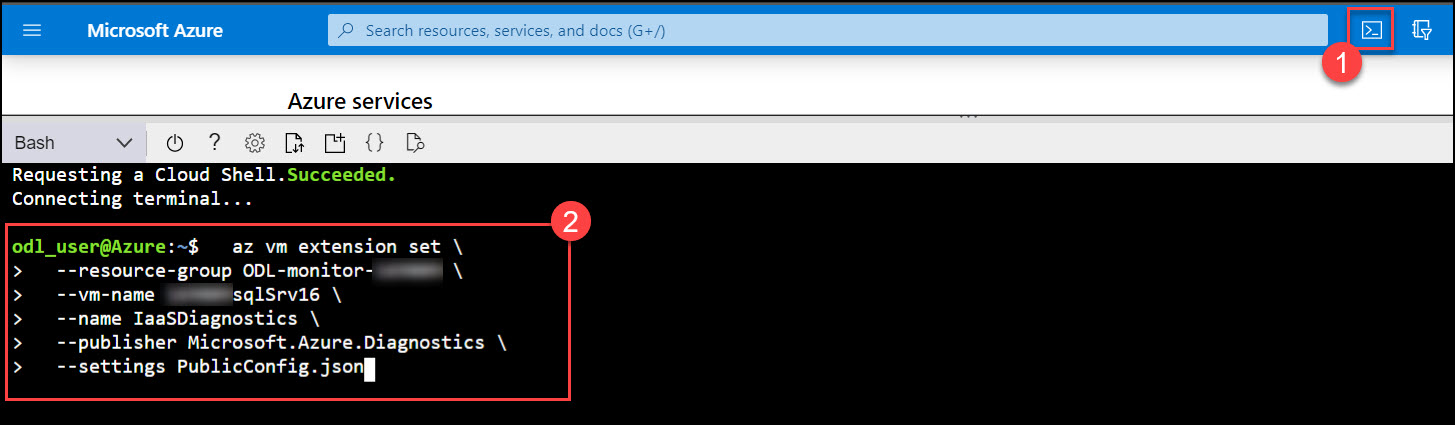 Microsoft Azure
Search resources, services, and docs (G+/)
1
Azure services
Bash
Requesting a Cloud Shell.Succeeded.
Connecting terminal...
2
odl_user@Azure:~$   az vm extension set \
>   --resource-group ODL-monitor- \
>   --vm-name sqlSrv16 \
>   --name IaaSDiagnostics \
>   --publisher Microsoft.Azure.Diagnostics \
>   --settings PublicConfig.json